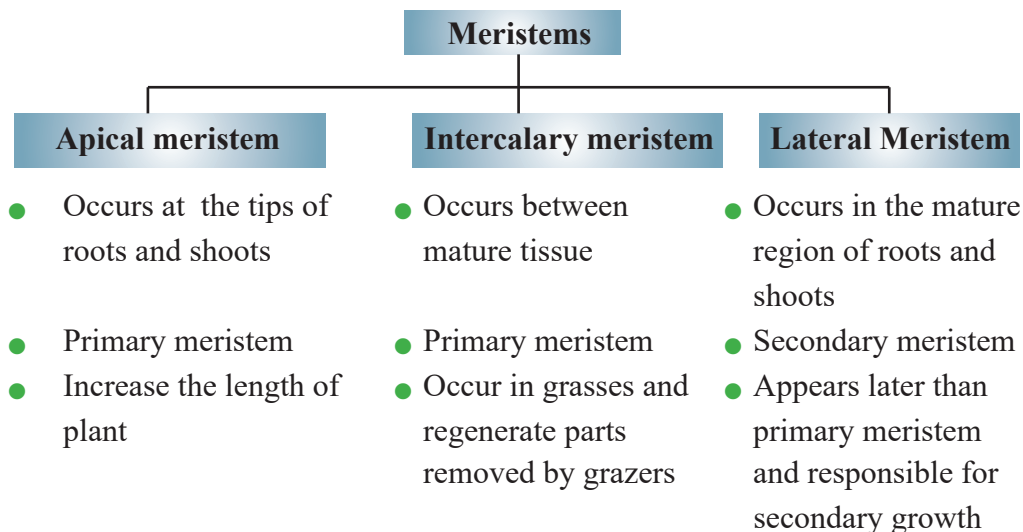 Meristems
Apical meristem
Occurs at the tips of
roots and shoots
Primary meristem
Increase the length of
plant
Intercalary meristem
Occurs between
mature tissue
Primary meristem
Occur in grasses and
regenerate parts
removed by grazers
Lateral Meristem
Occurs in the mature
region of roots and
shoots
Secondary meristem
Appears later than
primary meristem
and responsible for
secondary growth